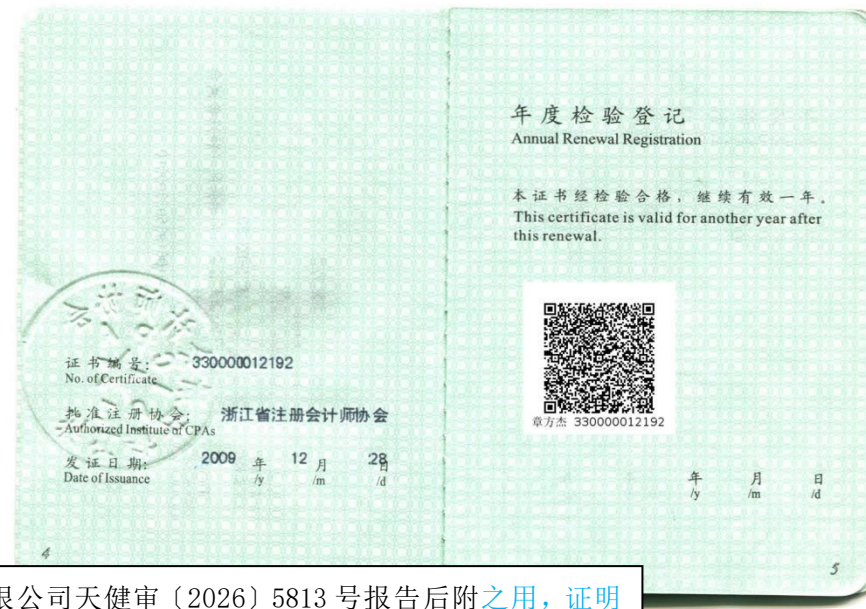 证书编号: 330000012192
No. of Certificate
批准注册协会: 浙江省注册会计师协会
Authorized Institute of CPAs
发证日期: 2009 年 12 月 28 日
Date of Issuance /y /m /d
4
年度检验登记
Annual Renewal Registration
本证书经检验合格，继续有效一年。
This certificate is valid for another year after
this renewal.
章方杰 330000012192
年 月 日
/y /m /d
5
限公司天健审〔2026〕5813 号报告后附之用，证明